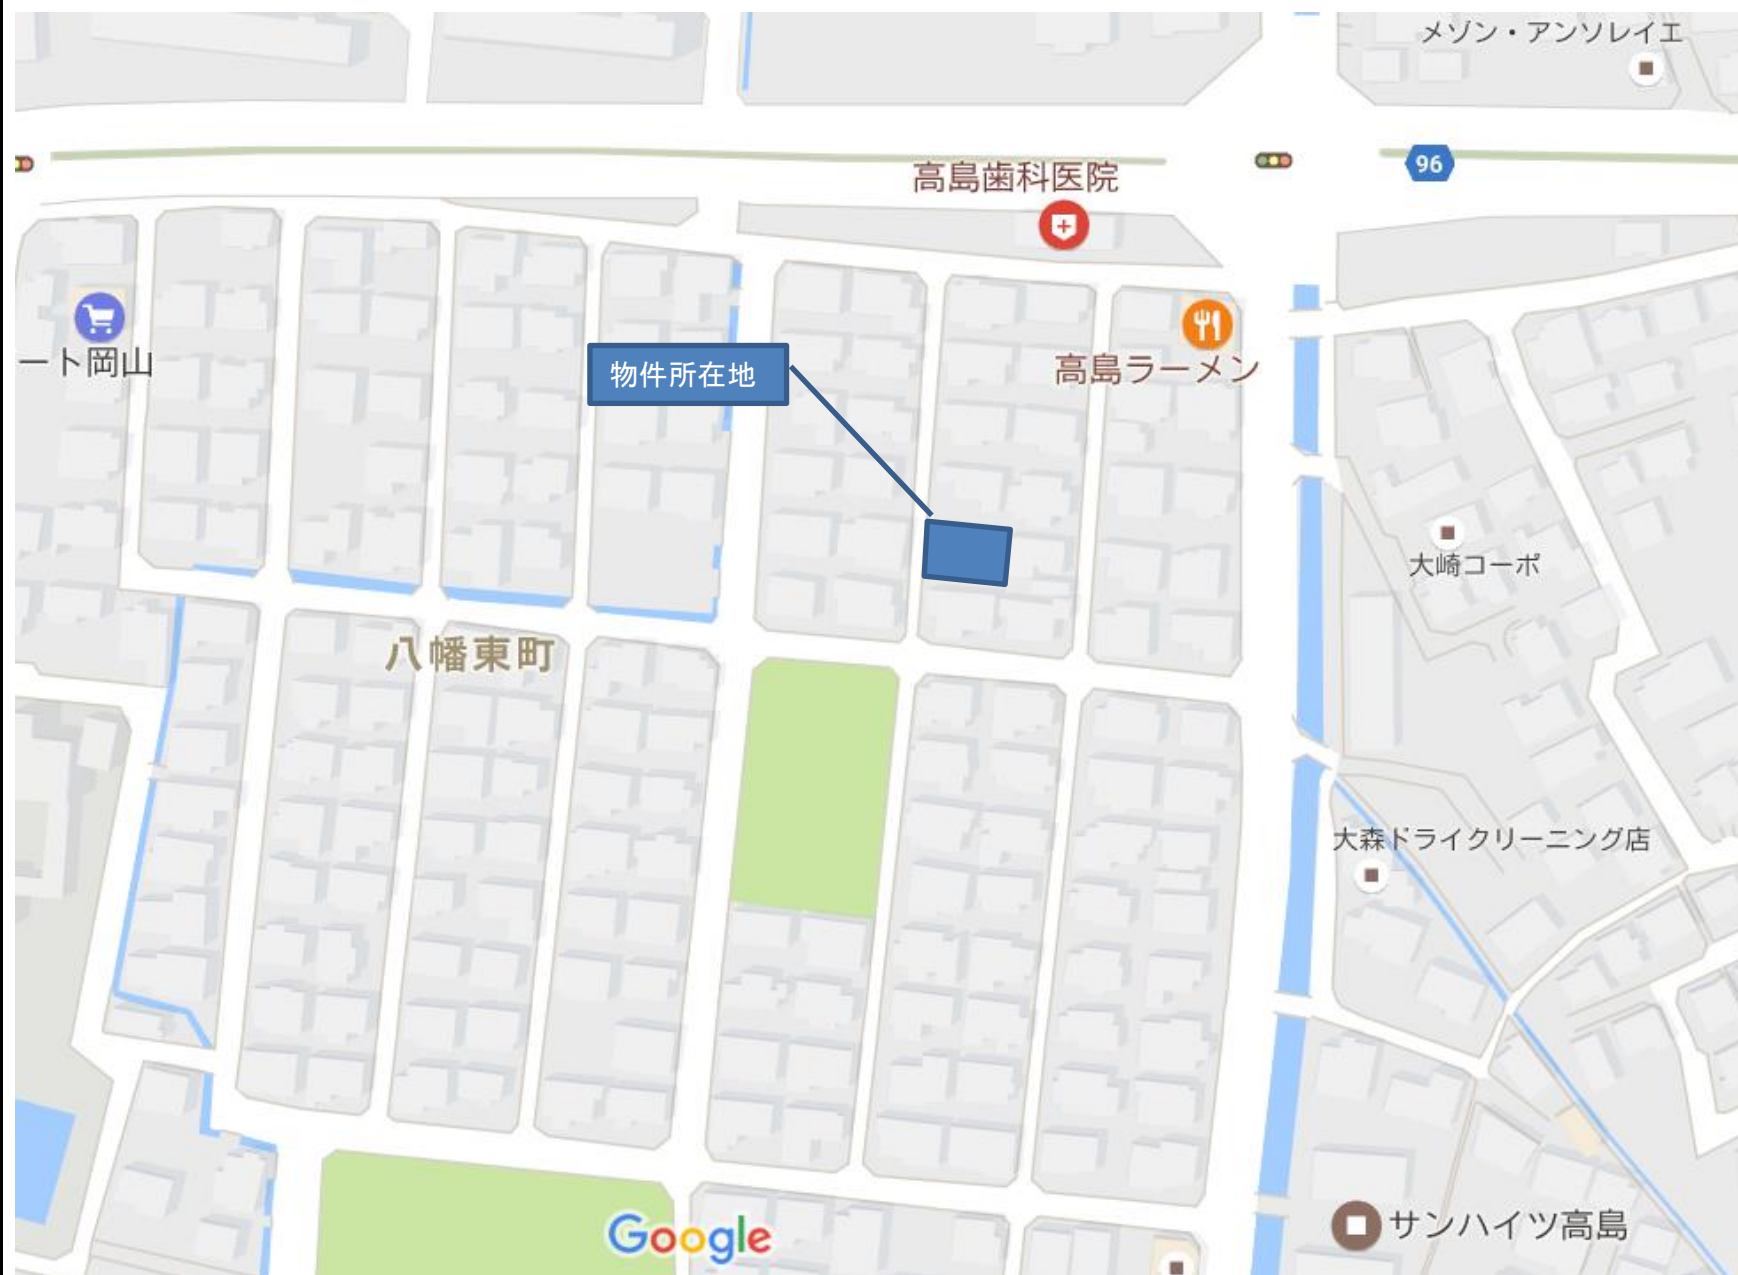 メゾン・アンソレイエ
96
高島歯科医院
ート岡山
物件所在地
高島ラーメン
大崎コーポ
八幡東町
大森ドライクリーニング店
サンハイツ高島
Google